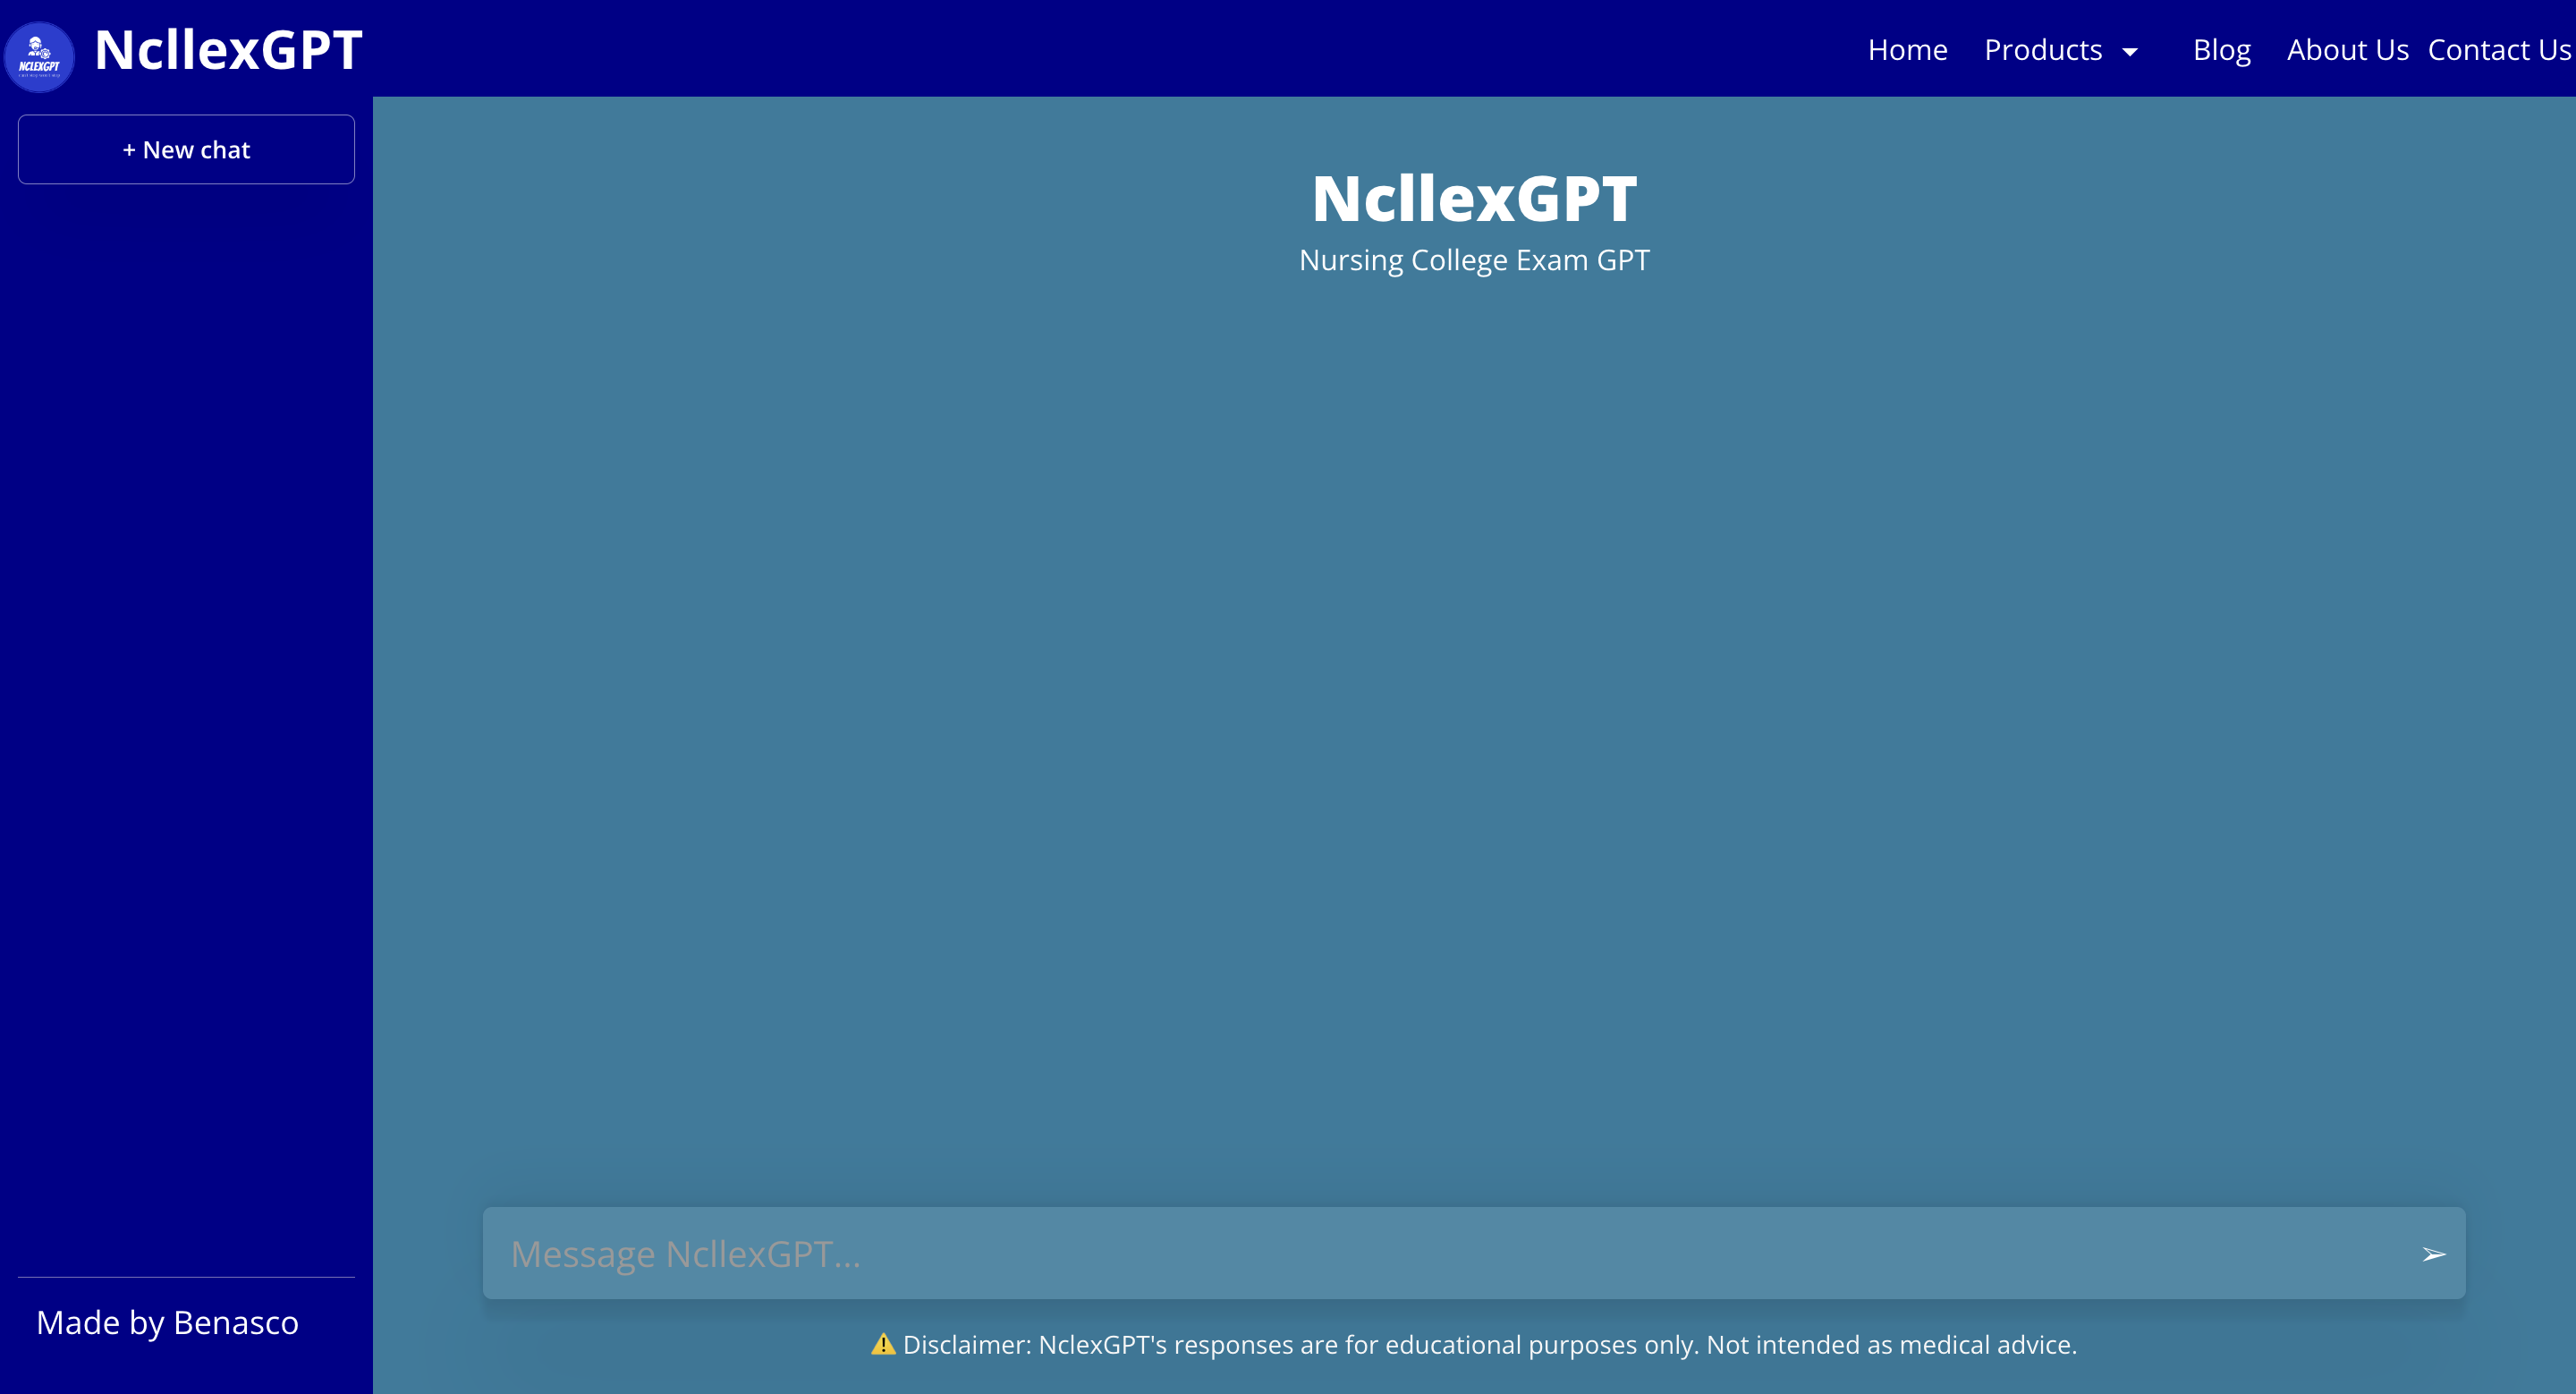 NCLEXGPT
NcllexGPT
Home Products Blog About Us Contact Us
+ New chat
NcllexGPT
Nursing College Exam GPT
Message NcllexGPT...
Made by Benasco
⚠️ Disclaimer: NclexGPT's responses are for educational purposes only. Not intended as medical advice.